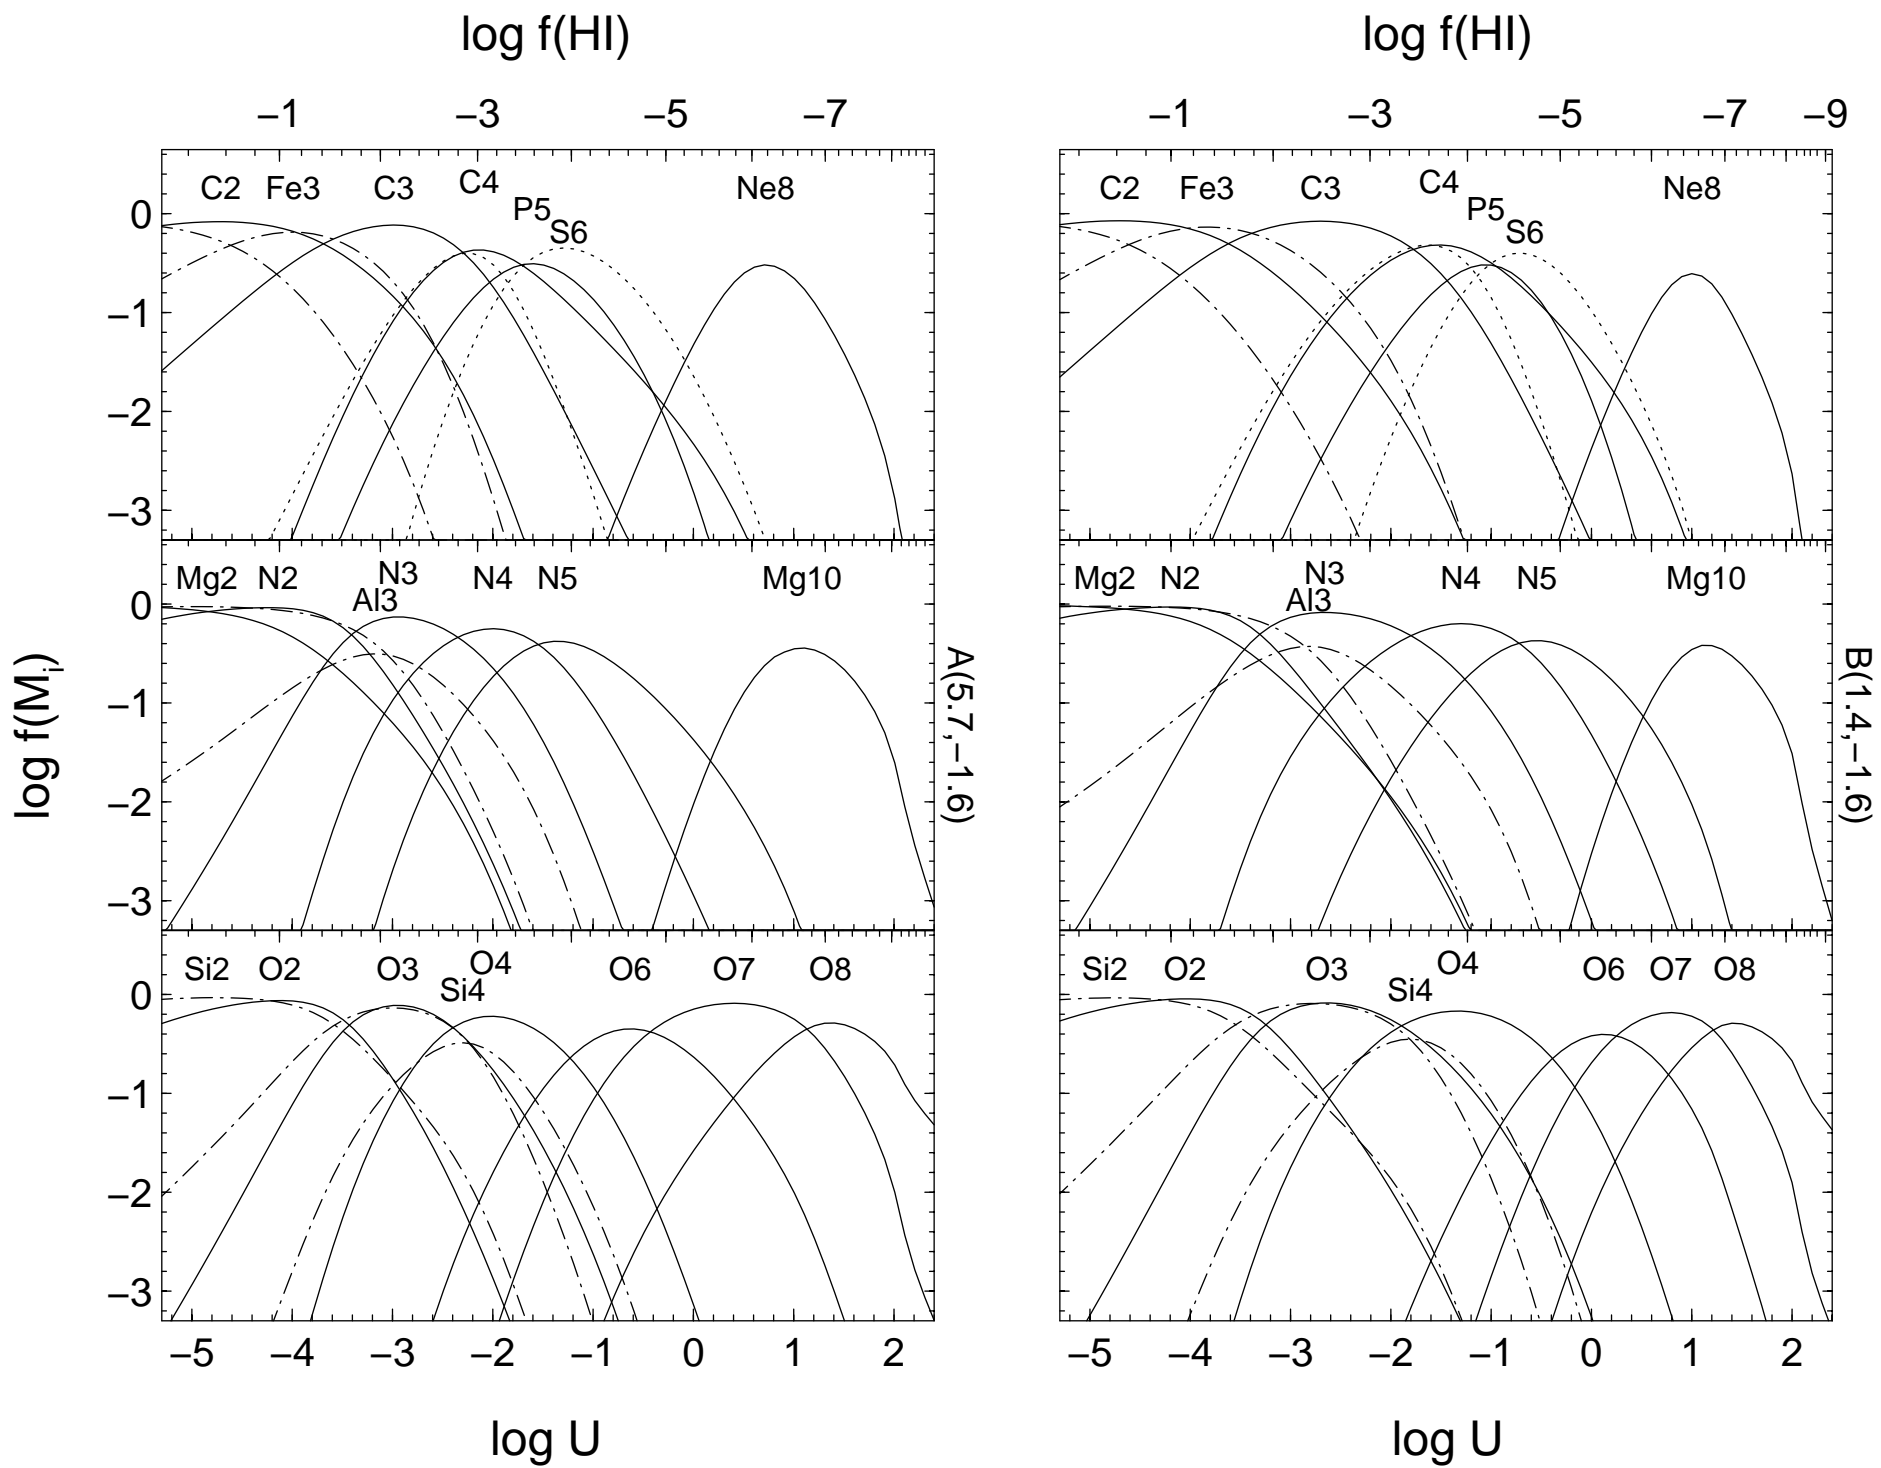 log f(HI) log f(HI)
−1 −3 −5 −7 −1 −3 −5 −7 −9
C2 Fe3 C3 C4 P5 S6 Ne8 C2 Fe3 C3 C4 P5 S6 Ne8
0
−1
−2
−3
Mg2 N2 N3 Al3 N4 N5 Mg10 Mg2 N2 N3 Al3 N4 N5 Mg10
0
−1
−2
−3
log f(Mi)
A(5.7,−1.6)
B(1.4,−1.6)
Si2 O2 O3 O4 Si4 O6 O7 O8 Si2 O2 O3 O4 Si4 O6 O7 O8
0
−1
−2
−3
−5 −4 −3 −2 −1 0 1 2 −5 −4 −3 −2 −1 0 1 2
log U log U